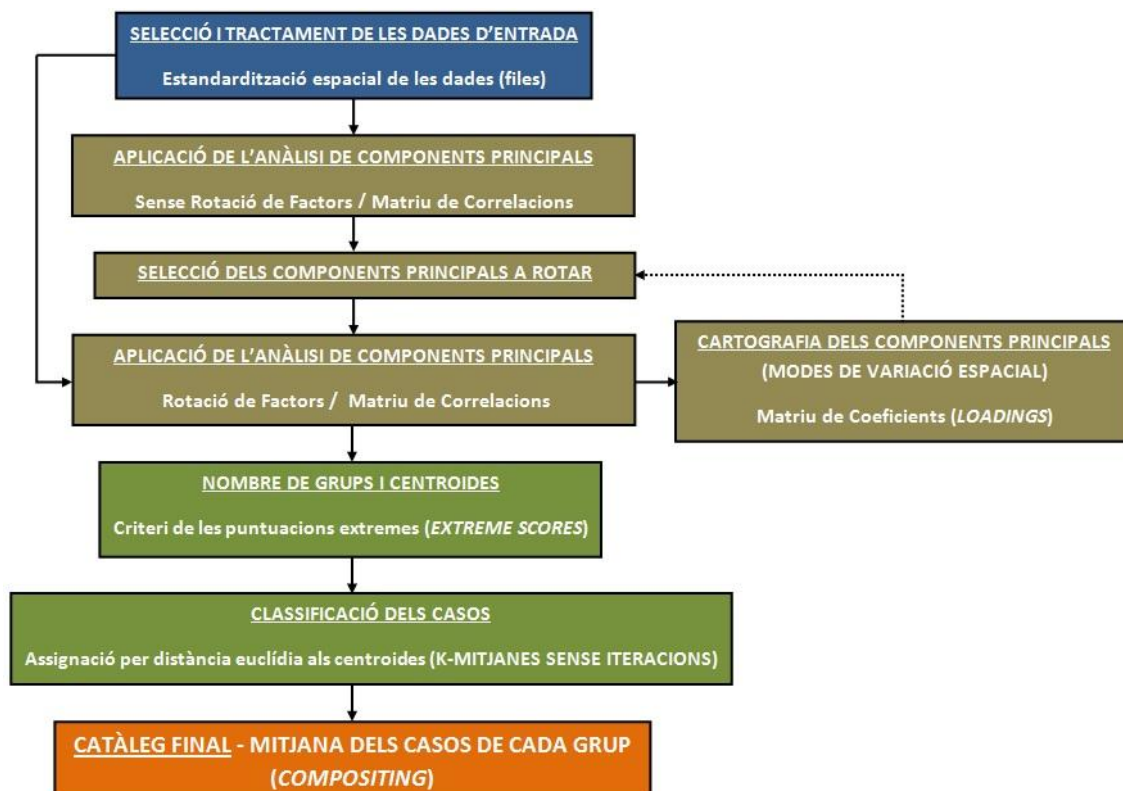 SELECCIÓ I TRACTAMENT DE LES DADES D'ENTRADA
Estandardització espacial de les dades (files)
APLICACIÓ DE L'ANÀLISI DE COMPONENTS PRINCIPALS
Sense Rotació de Factors / Matriu de Correlacions
SELECCIÓ DELS COMPONENTS PRINCIPALS A ROTAR
APLICACIÓ DE L'ANÀLISI DE COMPONENTS PRINCIPALS
Rotació de Factors / Matriu de Correlacions
CARTOGRAFIA DELS COMPONENTS PRINCIPALS
(MODES DE VARIACIÓ ESPACIAL)
Matriu de Coeficients (LOADINGS)
NOMBRE DE GRUPS I CENTROIDES
Criteri de les puntuacions extremes (EXTREME SCORES)
CLASSIFICACIÓ DELS CASOS
Assignació per distància euclídia als centroides (K-MITJANES SENSE ITERACIONS)
CATÀLEG FINAL - MITJANA DELS CASOS DE CADA GRUP
(COMPOSITING)